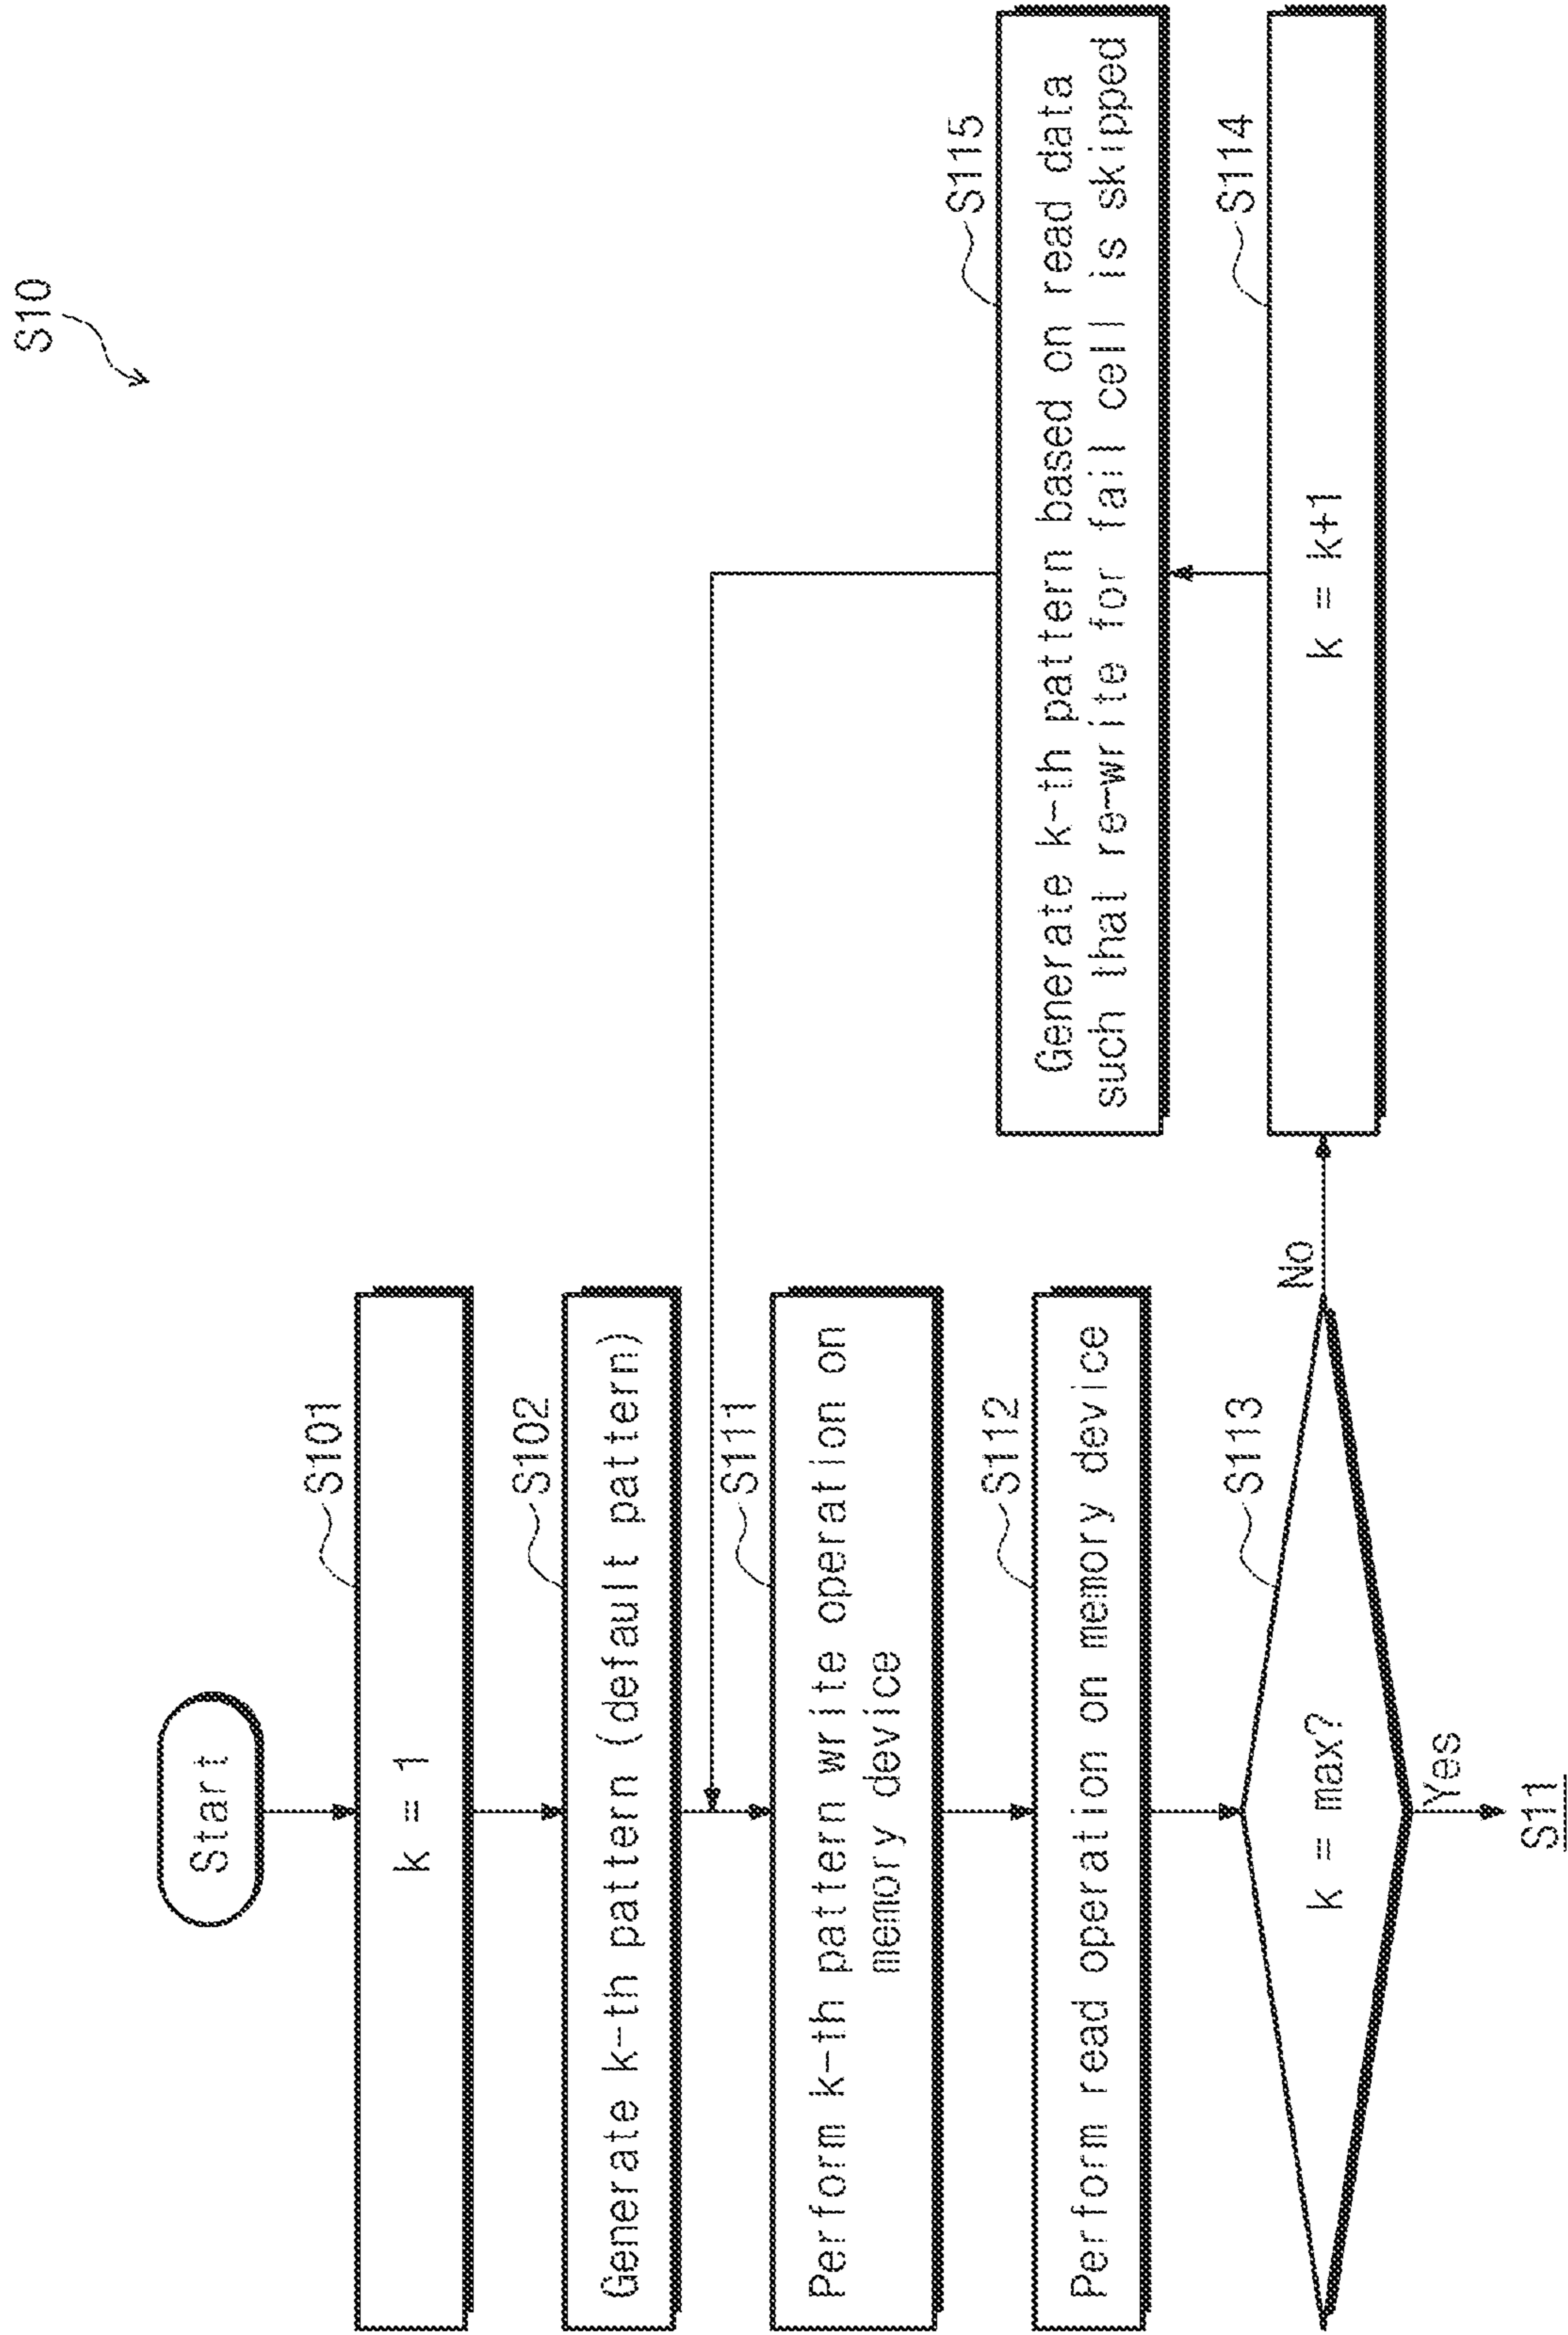 S10
Start
S101
k = 1
S102
Generate k-th pattern (default pattern)
S111
Perform k-th pattern write operation on
memory device
S112
Perform read operation on memory device
S113
k = max?
No
Yes
S11
S115
Generate k-th pattern based on read data
such that re-write for fail cell is skipped
S114
k = k+1